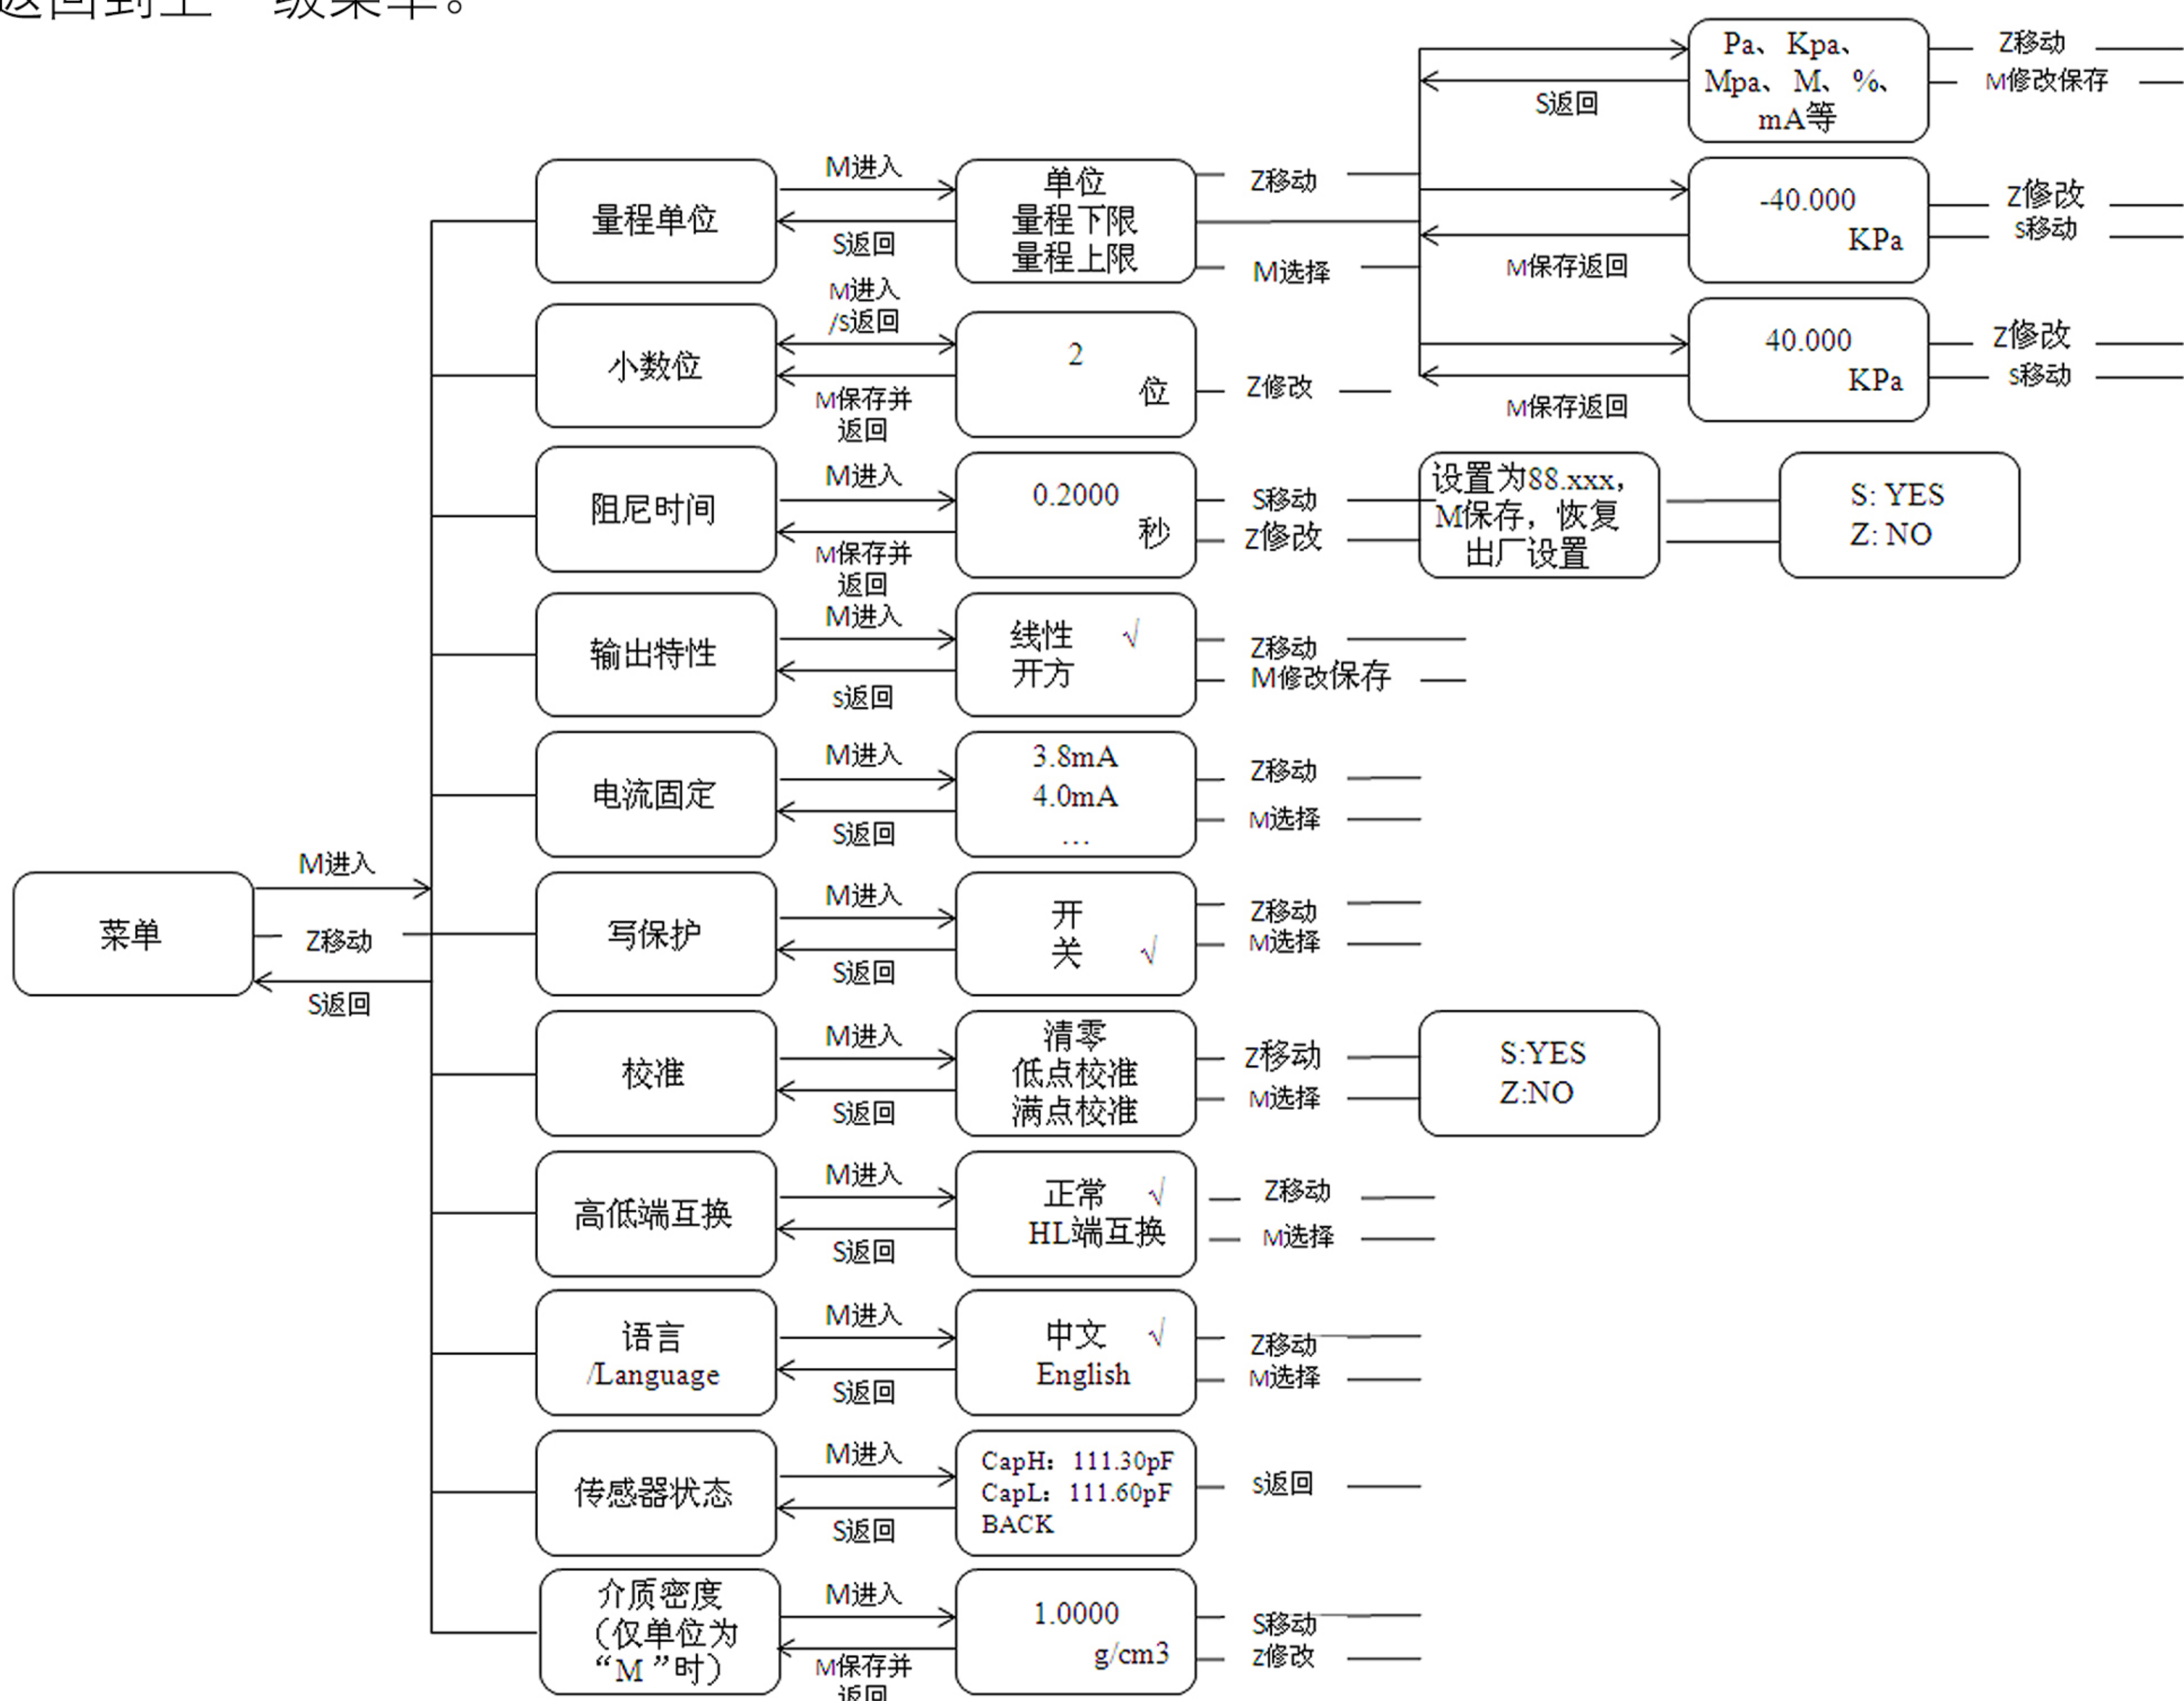 返回到上一级菜单。
Pa、Kpa、
Mpa、M、%、
mA等
Z移动
M修改保存
S返回
量程单位
M进入
S返回
单位
量程下限
量程上限
Z移动
M选择
-40.000
KPa
Z修改
S移动
M保存返回
小数位
M进入
/S返回
M保存并
返回
2
位
Z修改
40.000
KPa
Z修改
S移动
M保存返回
阻尼时间
M进入
M保存并
返回
0.2000
秒
S移动
Z修改
设置为88.xxx,
M保存，恢复
出厂设置
S: YES
Z: NO
输出特性
M进入
S返回
线性 √
开方
Z移动
M修改保存
电流固定
M进入
S返回
3.8mA
4.0mA
…
Z移动
M选择
菜单
M进入
Z移动
S返回
写保护
M进入
S返回
开
关 √
Z移动
M选择
校准
M进入
S返回
清零
低点校准
满点校准
Z移动
M选择
S:YES
Z:NO
高低端互换
M进入
S返回
正常 √
HL端互换
Z移动
M选择
语言
/Language
M进入
S返回
中文 √
English
Z移动
M选择
传感器状态
M进入
S返回
CapH: 111.30pF
CapL: 111.60pF
BACK
S返回
介质密度
（仅单位为
“M ”时）
M进入
M保存并
返回
1.0000
g/cm3
S移动
Z修改